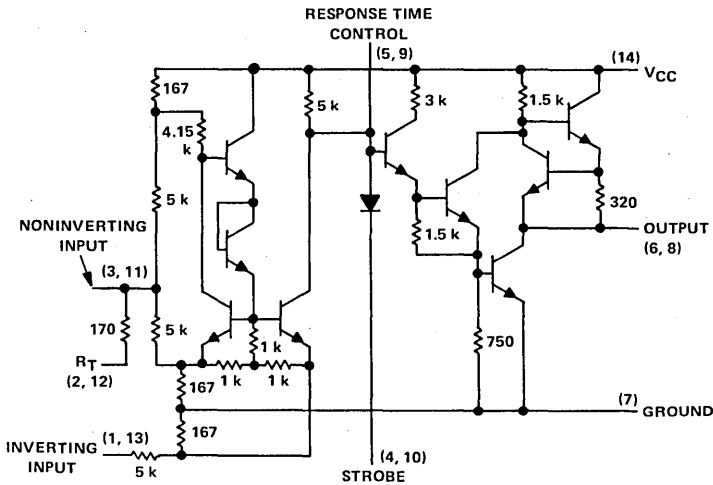 RESPONSE TIME
CONTROL
(5, 9)
(14)
VCC
167
5 k
3 k
1.5 k
4.15
k
5 k
320
NONINVERTING
INPUT
1.5 k
OUTPUT
(6, 8)
(3, 11)
170
5 k
1 k
750
RT
(2, 12)
1 k
1 k
167
(7)
GROUND
167
INVERTING
INPUT
(1, 13)
5 k
(4, 10)
STROBE